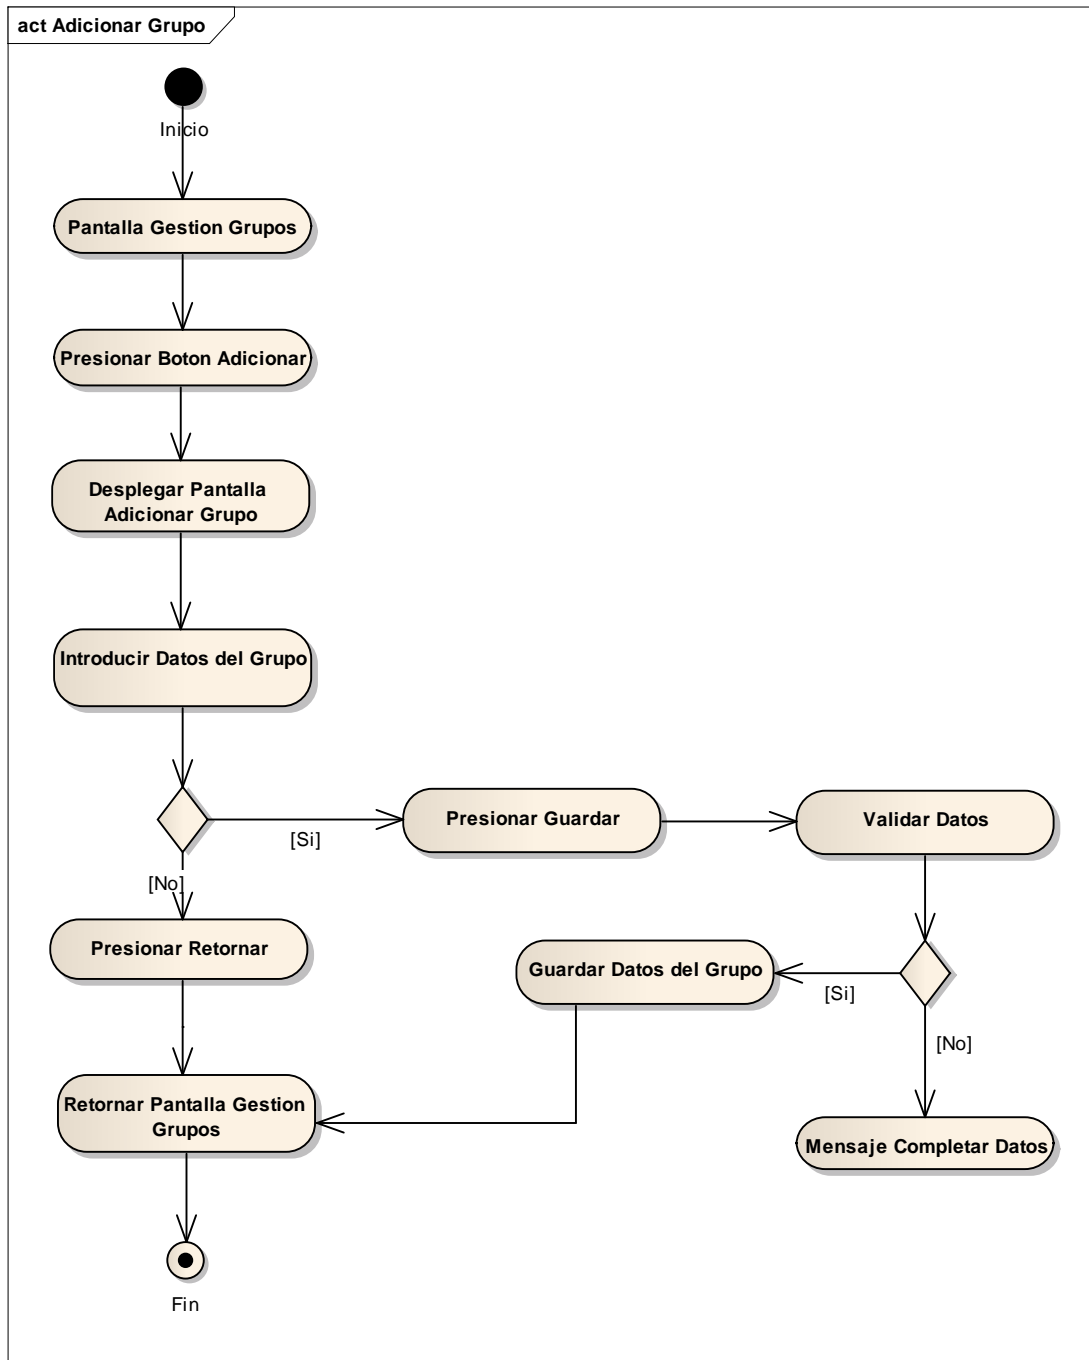 act Adicionar Grupo
Inicio
Pantalla Gestion Grupos
Presionar Boton Adicionar
Desplegar Pantalla
Adicionar Grupo
Introducir Datos del Grupo
[Si]
Presionar Guardar
Validar Datos
[No]
Presionar Retornar
Guardar Datos del Grupo
[Si]
[No]
Retornar Pantalla Gestion
Grupos
Mensaje Completar Datos
Fin